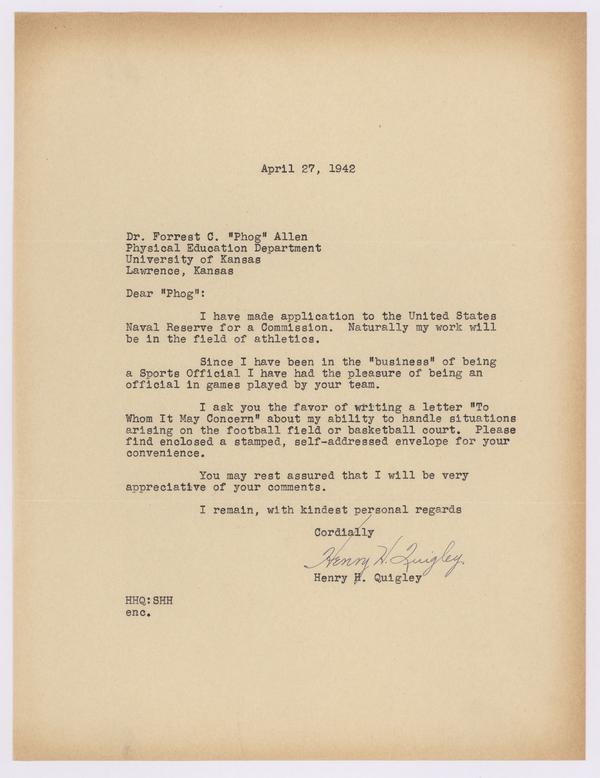 April 27, 1942
Dr. Forrest C. "Phog" Allen
Physical Education Department
University of Kansas
Lawrence, Kansas
Dear "Phog":
I have made application to the United States
Naval Reserve for a Commission. Naturally my work will
be in the field of athletics.
Since I have been in the "business" of being
a Sports Official I have had the pleasure of being an
official in games played by your team.
I ask you the favor of writing a letter "To
Whom It May Concern" about my ability to handle situations
arising on the football field or basketball court. Please
find enclosed a stamped, self-addressed envelope for your
convenience.
You may rest assured that I will be very
appreciative of your comments.
I remain, with kindest personal regards
Cordially
Henry H. Quigley
Henry H. Quigley
HHQ:SHH
enc.